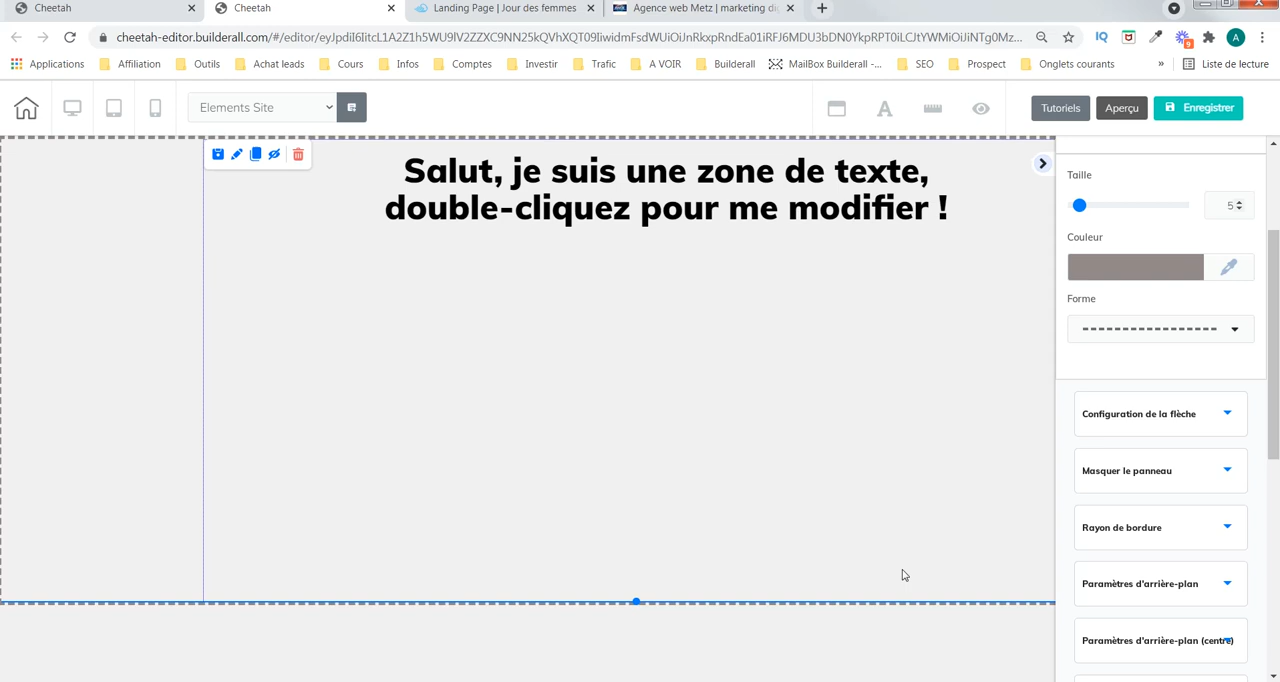 Cheetah
Cheetah
Landing Page | Jour des femmes
Agence web Metz | marketing di
cheetah-editor.builderall.com/#/editor/eyJpdiI6IitcL1A2Z1h5WU9lV2ZZXC9NN25kQVhXQT09IiwidmFsdWUiOiJnRkxpRndEa01iRFJ6MDU3bDN0YkpRPT0iLCJtYWMiOiJiNTg0Mz...
IQ
9
A
Applications
Affiliation
Outils
Achat leads
Cours
Infos
Comptes
Investir
Trafic
A VOIR
Builderall
MailBox Builderall -...
SEO
Prospect
Onglets courants
»
Liste de lecture
Elements Site
A
Tutoriels
Aperçu
Enregistrer
Salut, je suis une zone de texte,
double-cliquez pour me modifier !
Taille
5
Couleur
Forme
Configuration de la flèche
Masquer le panneau
Rayon de bordure
Paramètres d'arrière-plan
Paramètres d'arrière-plan (centre)